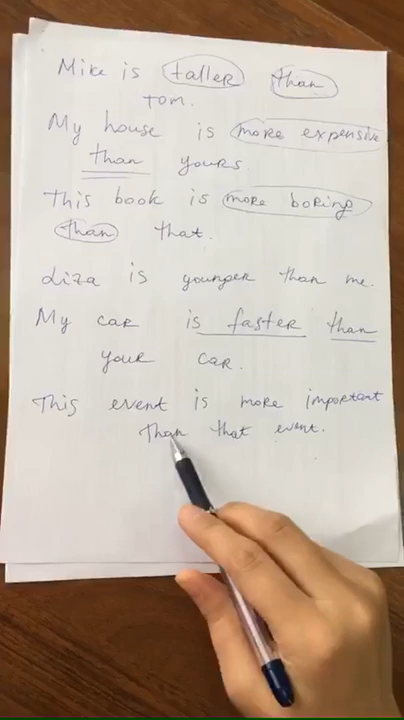 Mike is taller than
Tom.
My house is more expensive
than yours.
This book is more boring
than that.
Liza is younger than me.
My car is faster than
your car.
This event is more important
than that event.